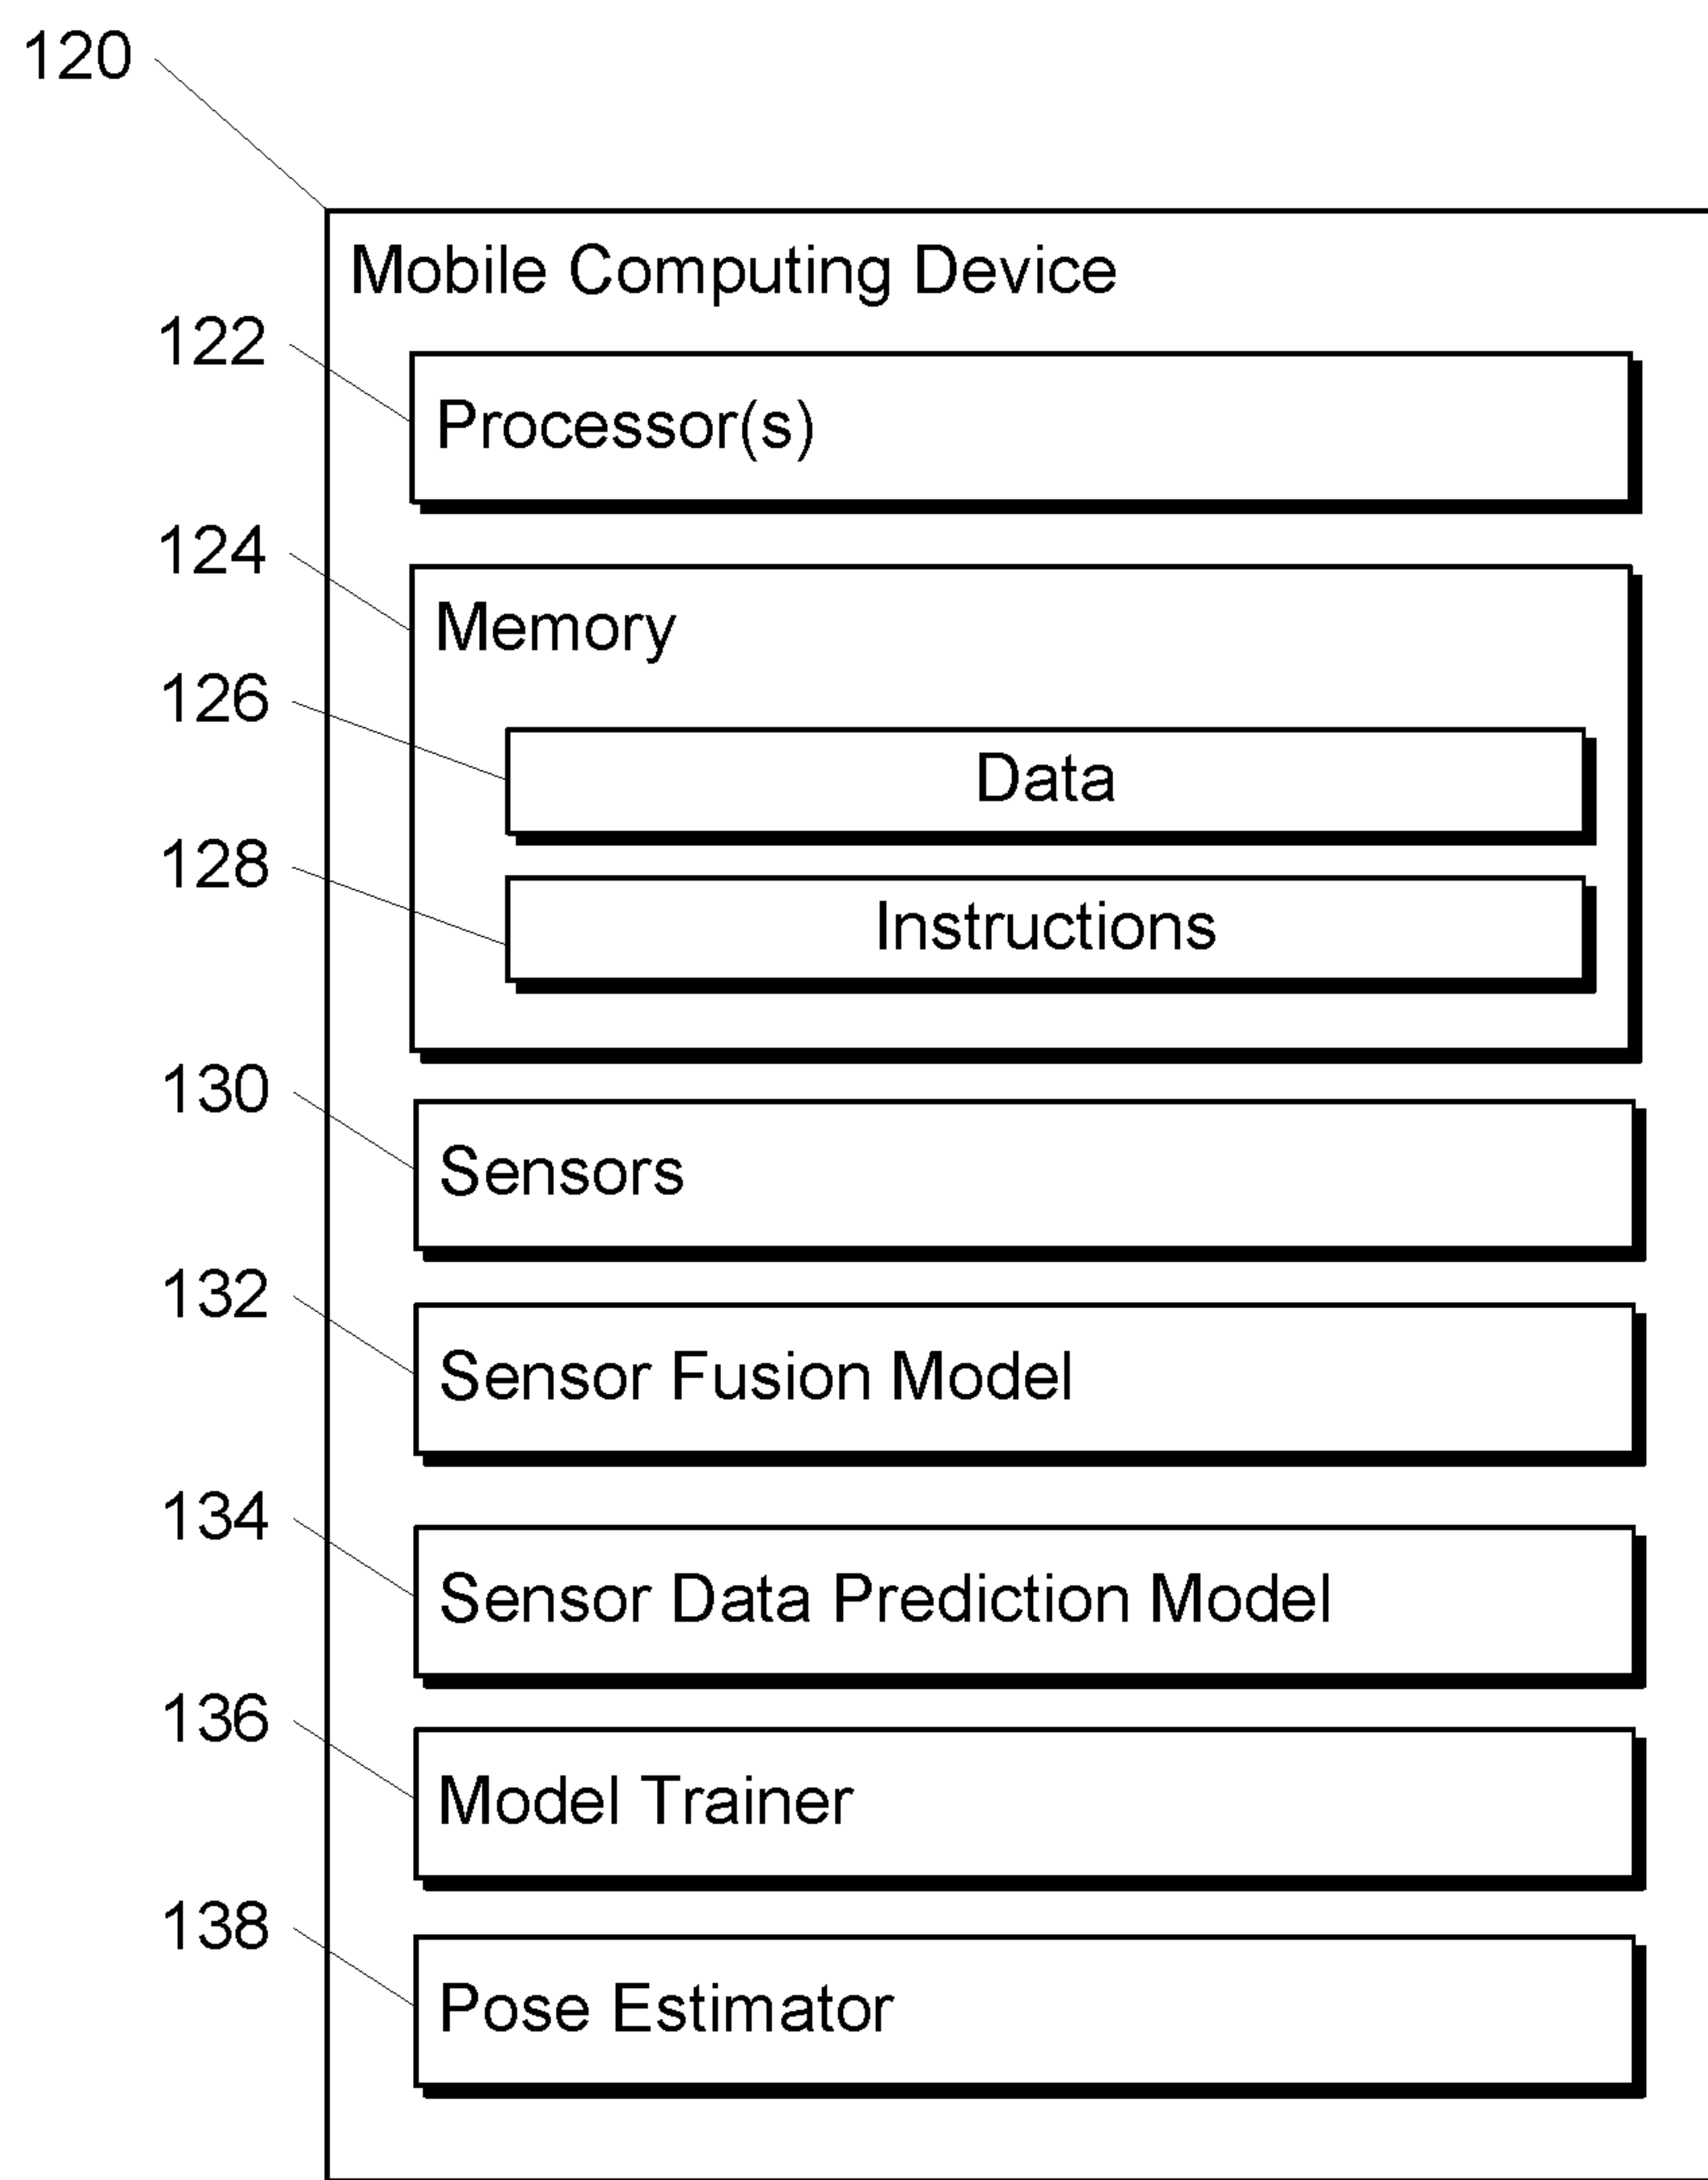 120
Mobile Computing Device
122
Processor(s)
124
Memory
126
Data
128
Instructions
130
Sensors
132
Sensor Fusion Model
134
Sensor Data Prediction Model
136
Model Trainer
138
Pose Estimator